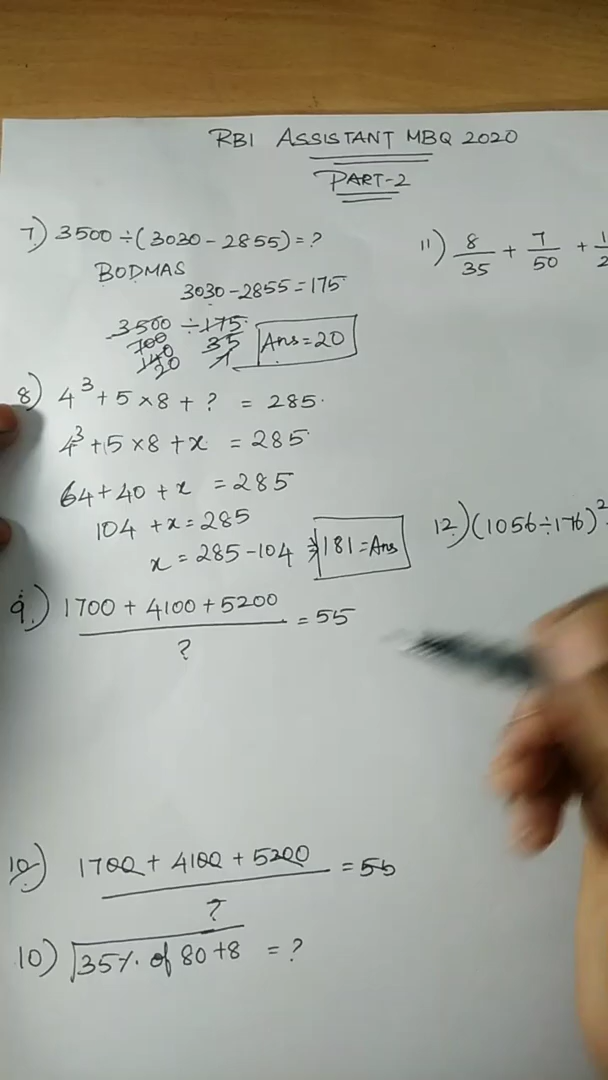 RBI ASSISTANT MBQ 2020
PART-2
7.) 3500 ÷ (3030 - 2855) = ?
BODMAS
3030 - 2855 = 175
3500 ÷ 175
700 35
140 1
20
Ans = 20
8) 4³ + 5 × 8 + ? = 285.
4³ + 5 × 8 + x = 285
64 + 40 + x = 285
104 + x = 285
x = 285 - 104 ⇒ 181 = Ans
9.) 1700 + 4100 + 5200 = 55
?
10) 1700 + 4100 + 5200 = 55
?
10) √35% of 80 + 8 = ?
11) 8/35 + 7/50 +
12.) (1056 ÷ 176)²